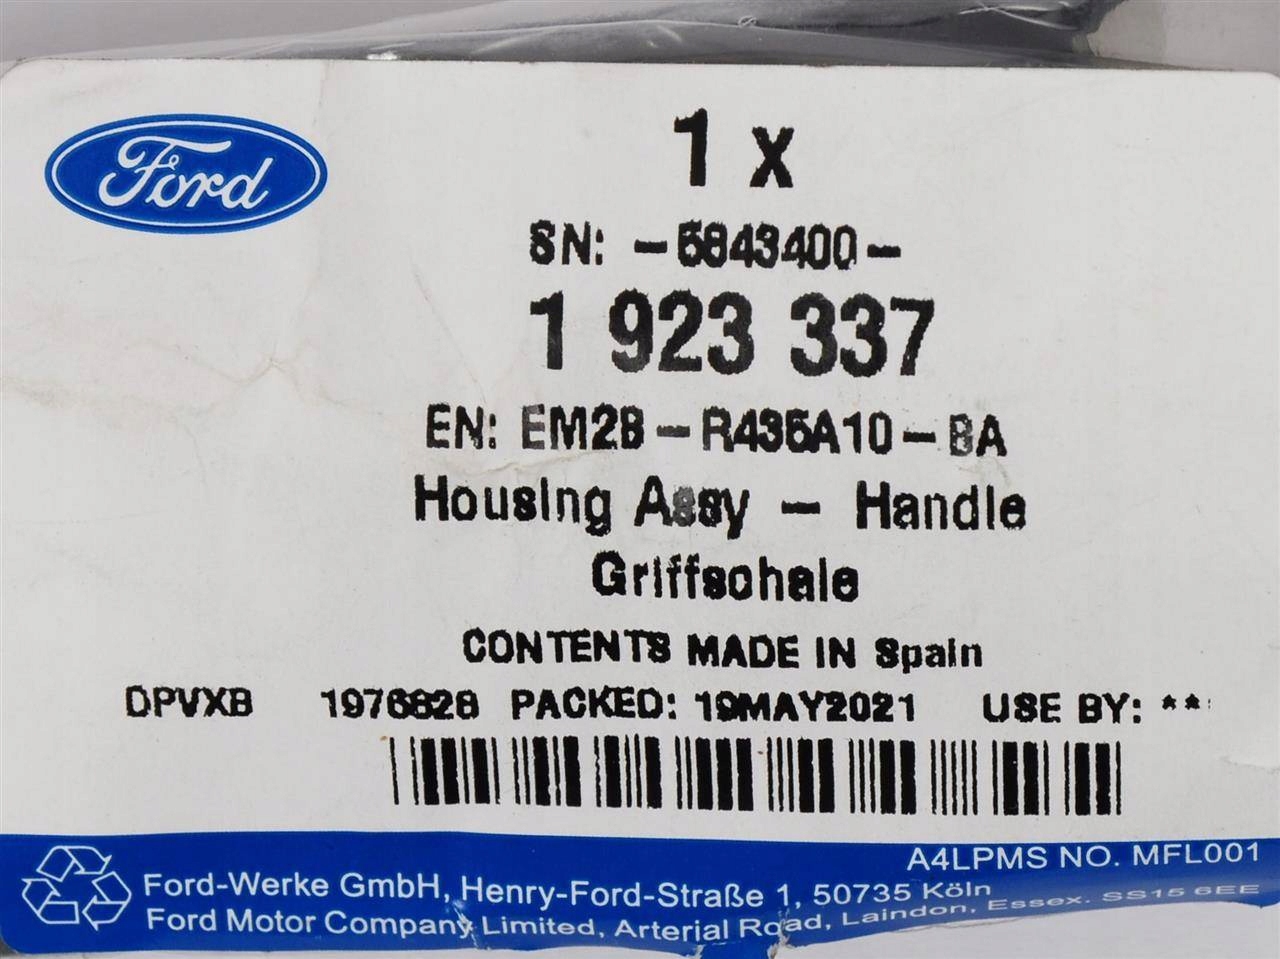 Ford
1 x
SN: -5843400-
1 923 337
EN: EM2B-R435A10-BA
Housing Assy - Handle
Griffschale
CONTENTS MADE IN Spain
DPVXB 1976828 PACKED: 19MAY2021 USE BY: **
A4LPMS NO. MFL001
Ford-Werke GmbH, Henry-Ford-Straße 1, 50735 Köln
Ford Motor Company Limited, Arterial Road, Laindon, Essex. SS15 6EE